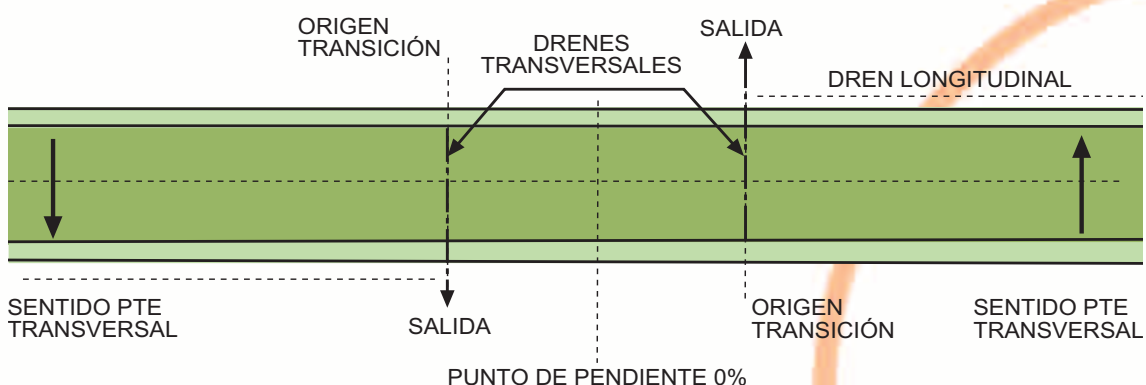 ORIGEN
TRANSICIÓN
DRENES
TRANSVERSALES
SALIDA
DREN LONGITUDINAL
SENTIDO PTE
TRANSVERSAL
SALIDA
ORIGEN
TRANSICIÓN
SENTIDO PTE
TRANSVERSAL
PUNTO DE PENDIENTE 0%